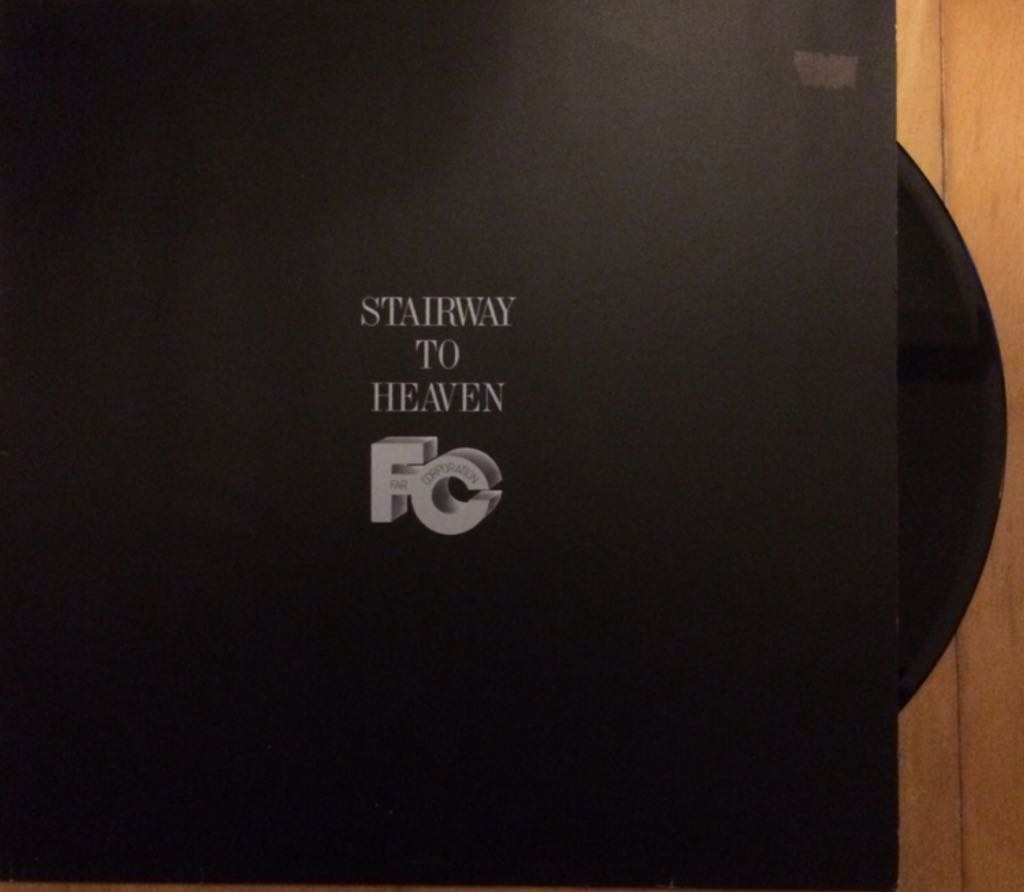 STAIRWAY
TO
HEAVEN
FC
FAR CORPORATION